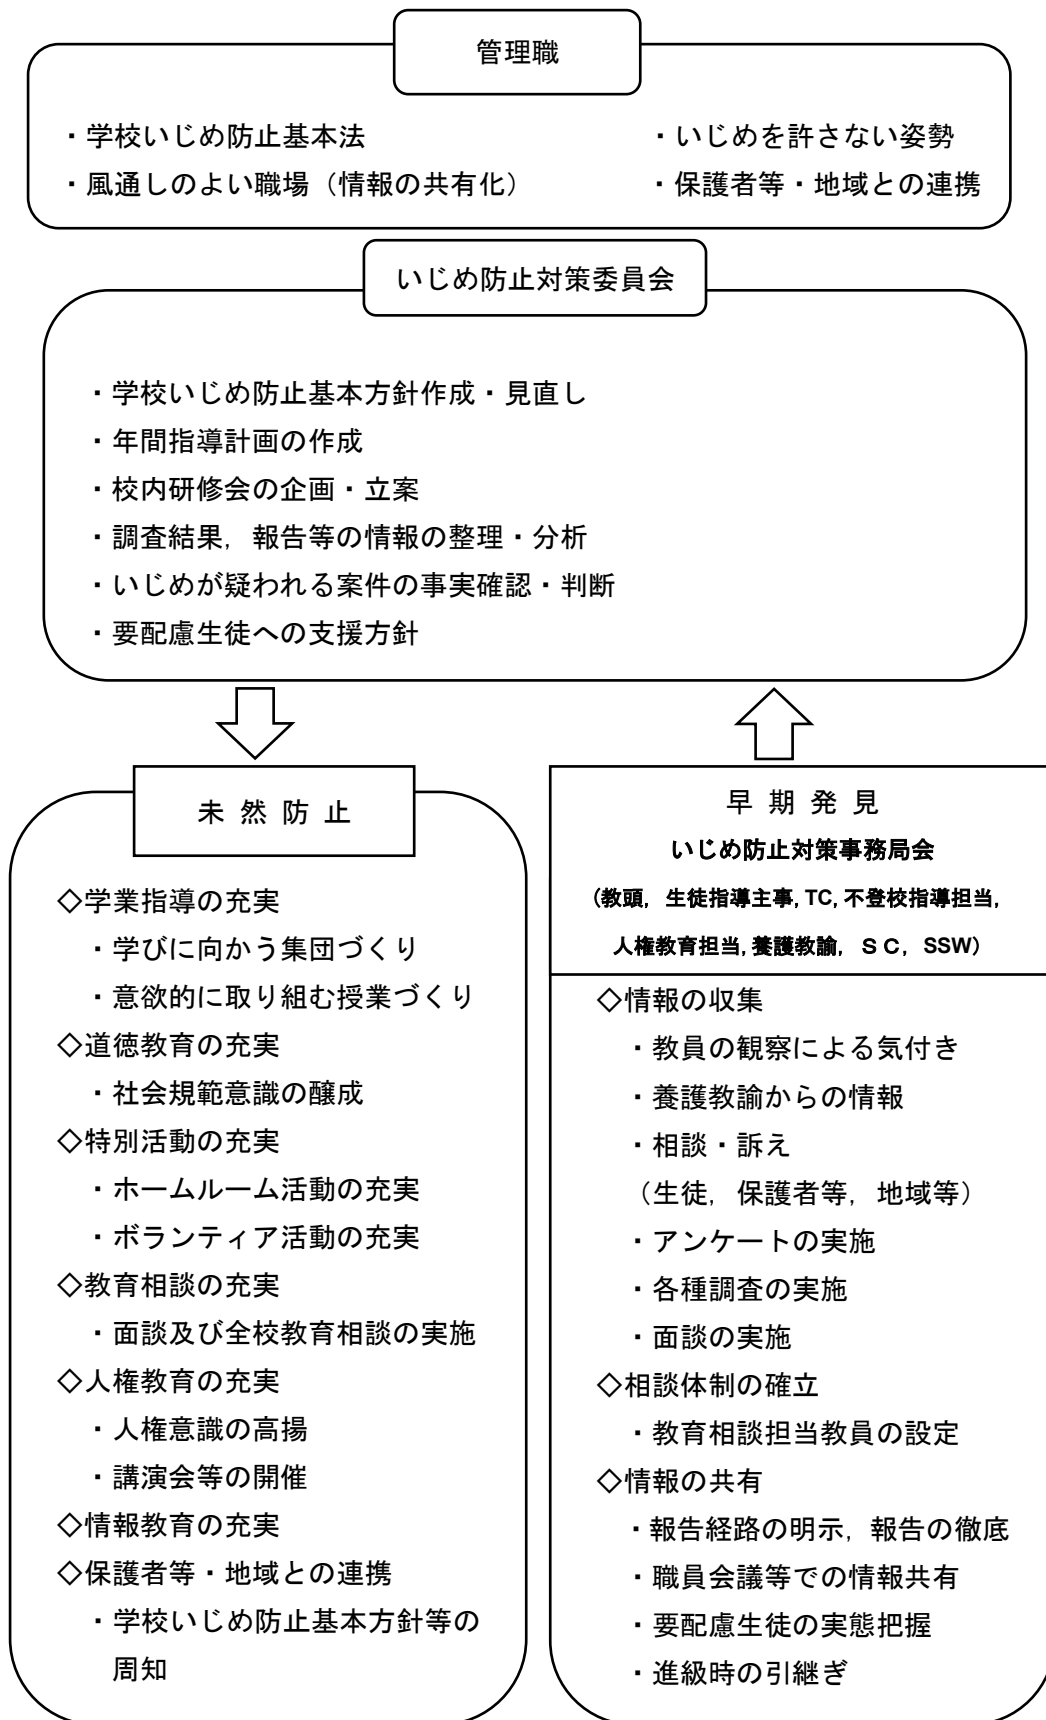 管理職
・学校いじめ防止基本法
・いじめを許さない姿勢
・風通しのよい職場（情報の共有化）
・保護者等・地域との連携
いじめ防止対策委員会
・学校いじめ防止基本方針作成・見直し
・年間指導計画の作成
・校内研修会の企画・立案
・調査結果，報告等の情報の整理・分析
・いじめが疑われる案件の事実確認・判断
・要配慮生徒への支援方針
未 然 防 止
◇学業指導の充実
・学びに向かう集団づくり
・意欲的に取り組む授業づくり
◇道徳教育の充実
・社会規範意識の醸成
◇特別活動の充実
・ホームルーム活動の充実
・ボランティア活動の充実
◇教育相談の充実
・面談及び全校教育相談の実施
◇人権教育の充実
・人権意識の高揚
・講演会等の開催
◇情報教育の充実
◇保護者等・地域との連携
・学校いじめ防止基本方針等の
周知
早 期 発 見
いじめ防止対策事務局会
（教頭，生徒指導主事, TC, 不登校指導担当，
人権教育担当, 養護教諭，ＳＣ，SSW）
◇情報の収集
・教員の観察による気付き
・養護教諭からの情報
・相談・訴え
（生徒，保護者等，地域等）
・アンケートの実施
・各種調査の実施
・面談の実施
◇相談体制の確立
・教育相談担当教員の設定
◇情報の共有
・報告経路の明示，報告の徹底
・職員会議等での情報共有
・要配慮生徒の実態把握
・進級時の引継ぎ